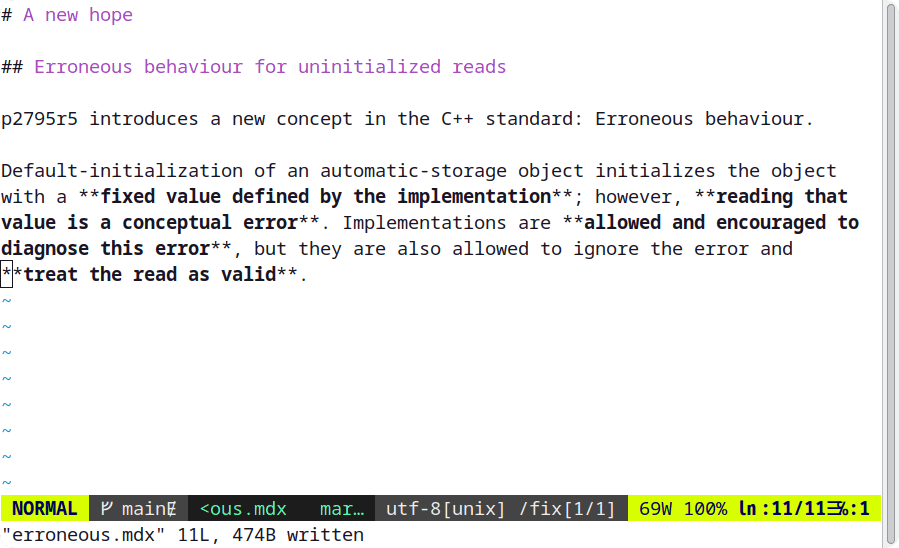 # A new hope
## Erroneous behaviour for uninitialized reads
p2795r5 introduces a new concept in the C++ standard: Erroneous behaviour.
Default-initialization of an automatic-storage object initializes the object
with a **fixed value defined by the implementation**; however, **reading that
value is a conceptual error**. Implementations are **allowed and encouraged to
diagnose this error**, but they are also allowed to ignore the error and
**treat the read as valid**.
~
~
~
~
~
~
~
~
NORMAL  main <ous.mdx mar… utf-8[unix] /fix[1/1] 69W 100% ln:11/11☰%:1
"erroneous.mdx" 11L, 474B written